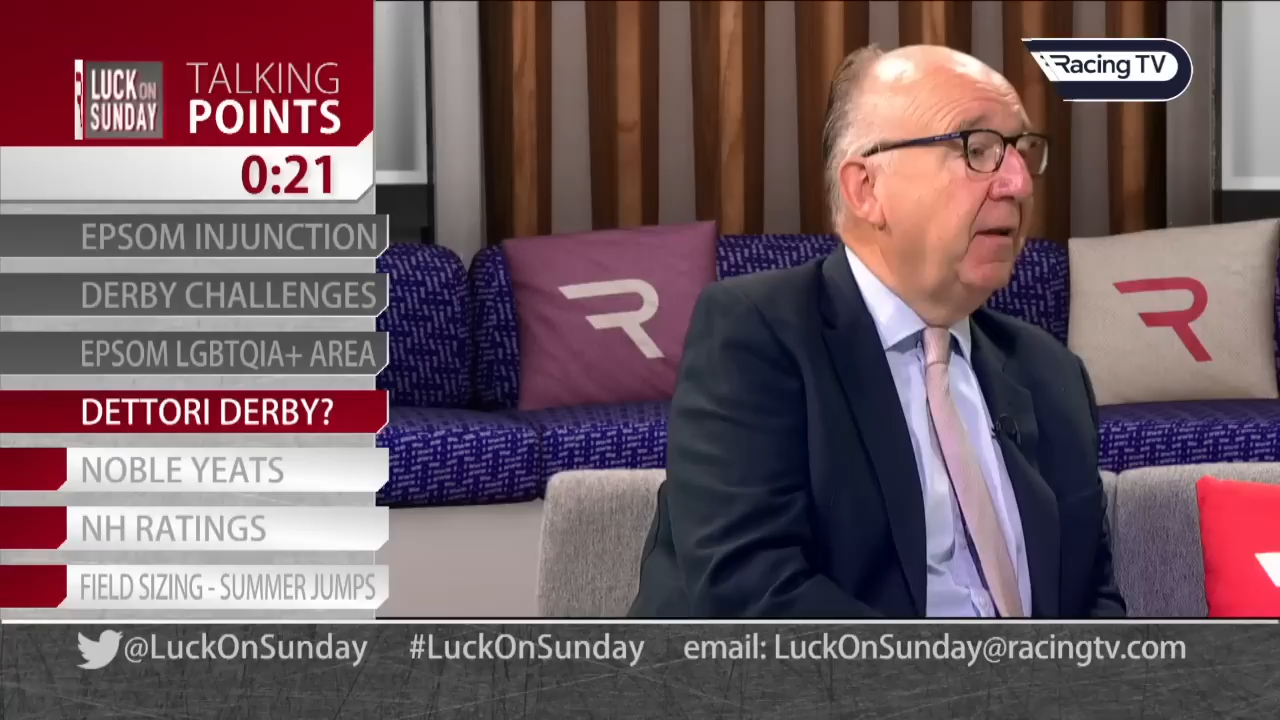 LUCK ON
SUNDAY
TALKING
POINTS
0:21
EPSOM INJUNCTION
DERBY CHALLENGES
EPSOM LGBTQIA+ AREA
DETTORI DERBY?
NOBLE YEATS
NH RATINGS
FIELD SIZING - SUMMER JUMPS
Racing TV
@LuckOnSunday #LuckOnSunday email: LuckOnSunday@racingtv.com